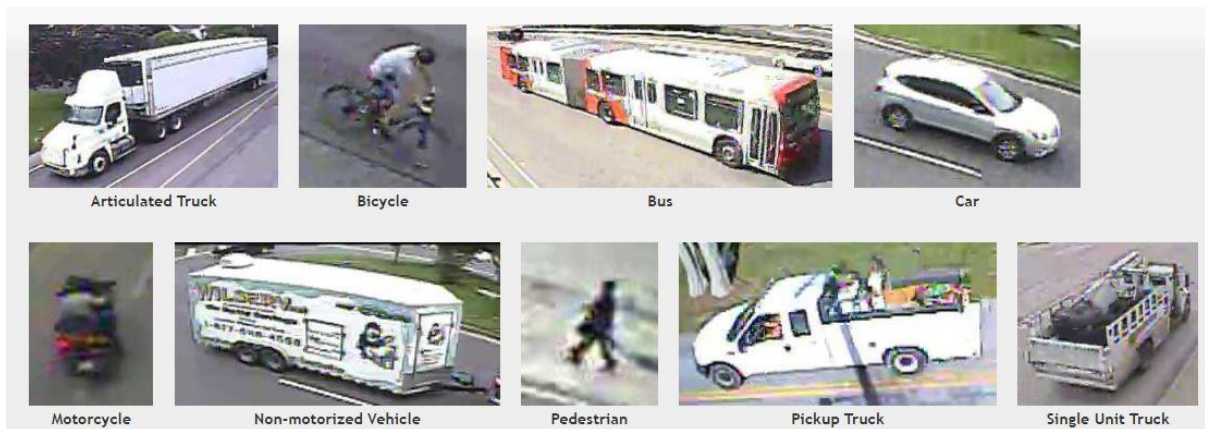 Articulated Truck
Bicycle
Bus
Car
Motorcycle
Non-motorized Vehicle
Pedestrian
Pickup Truck
Single Unit Truck